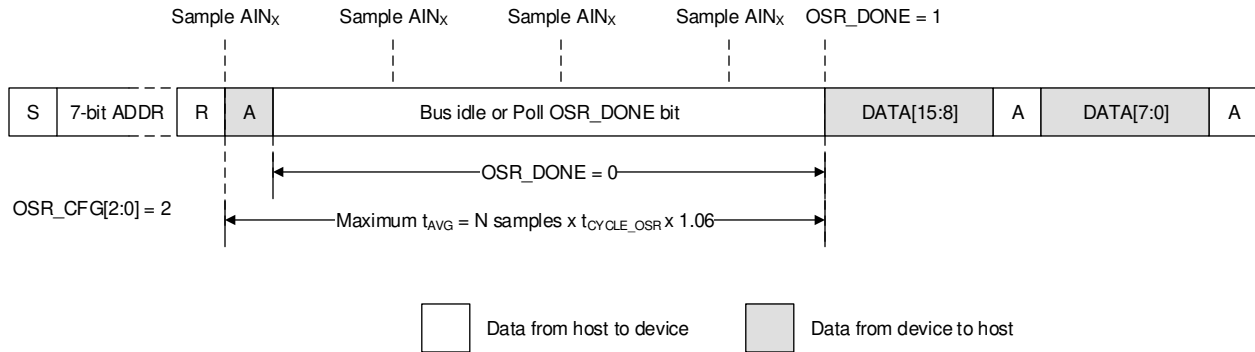 Sample AINX Sample AINX Sample AINX Sample AINX OSR_DONE = 1
S 7-bit ADDR R A Bus idle or Poll OSR_DONE bit DATA[15:8] A DATA[7:0] A
OSR_DONE = 0
OSR_CFG[2:0] = 2
Maximum tAVG = N samples x tCYCLE_OSR x 1.06
Data from host to device Data from device to host